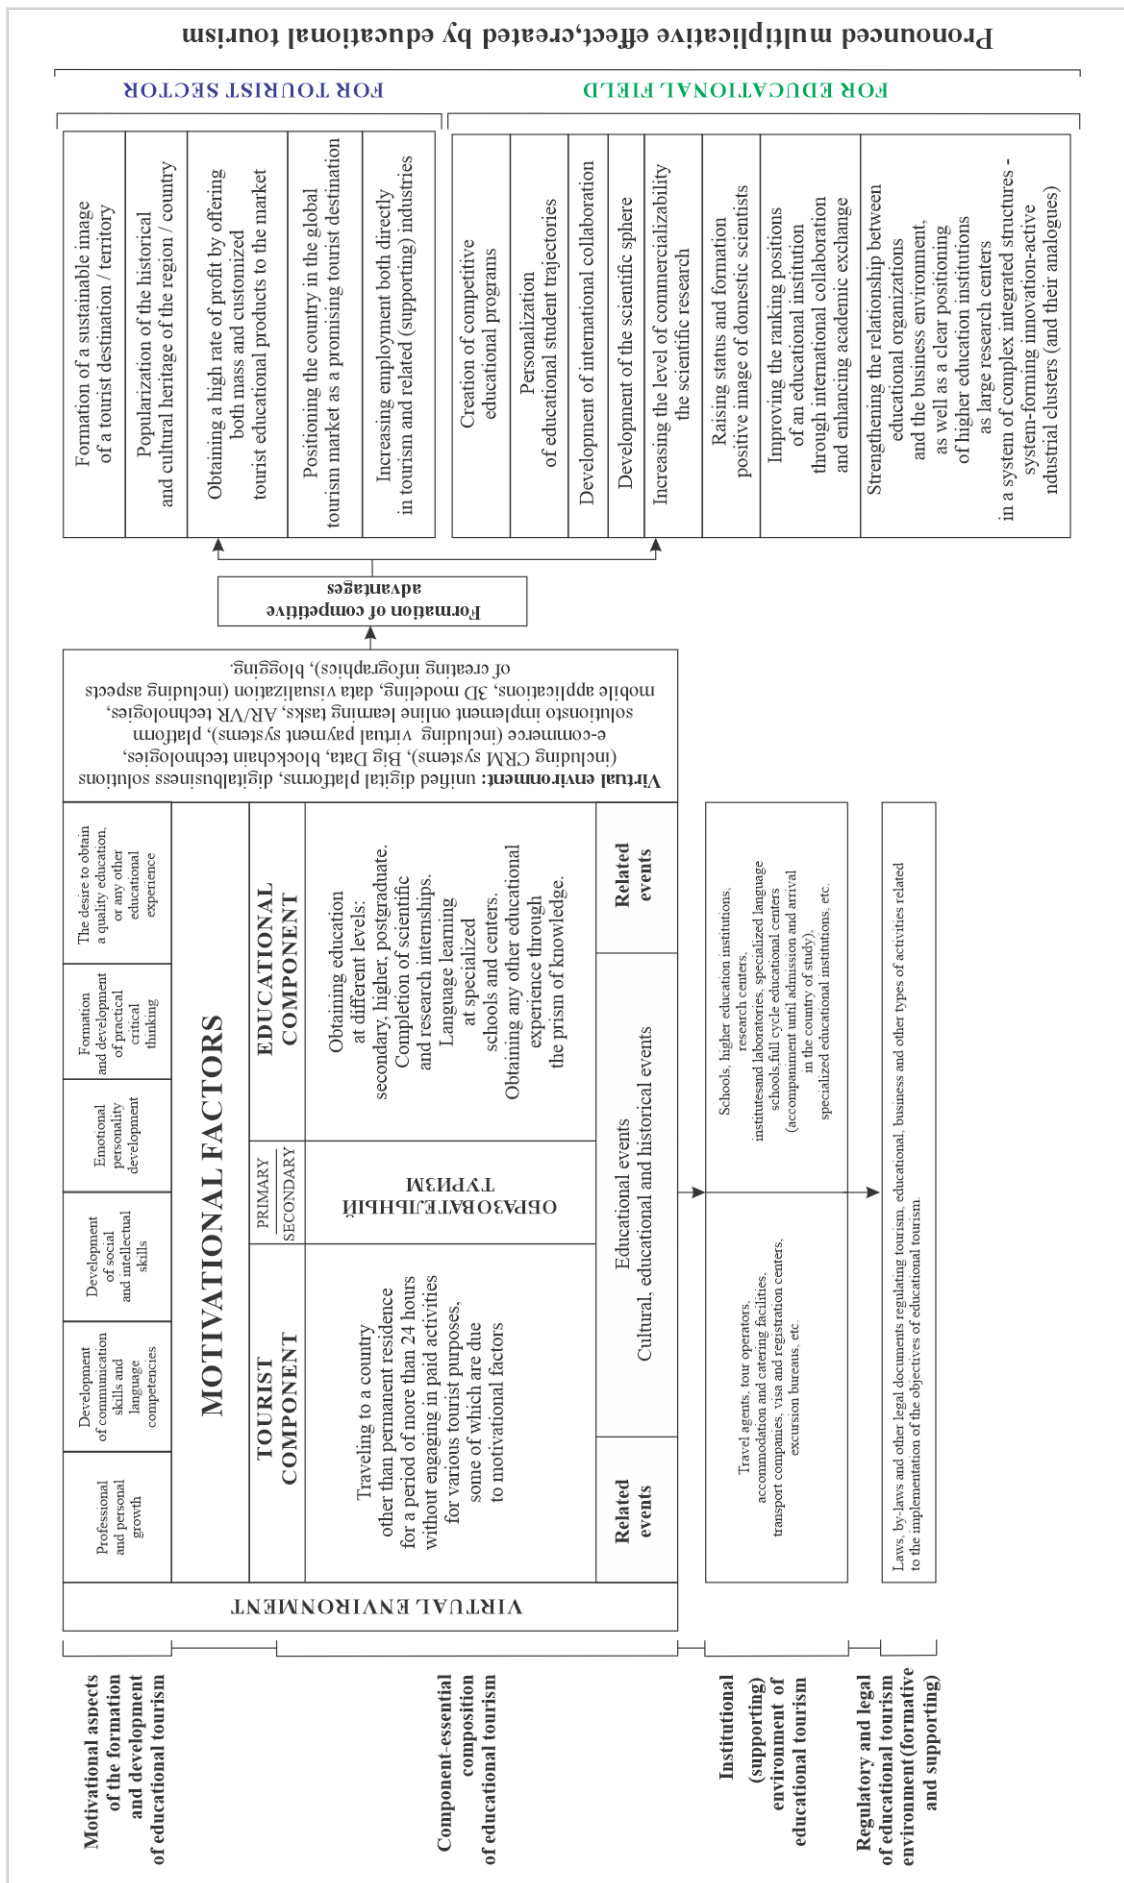 Motivational aspects
of the formation
and development
of educational tourism
Professional
and personal
growth
Development
of communication
skills and
language
competencies
Development
of social
and intellectual
skills
Emotional
personality
development
Formation
and development
of practical
critical
thinking
The desire to obtain
a quality education,
or any other
educational
experience
MOTIVATIONAL FACTORS
Component-essential
composition
of educational tourism
VIRTUAL ENVIRONMENT
TOURIST
COMPONENT
PRIMARY
SECONDARY
EDUCATIONAL
COMPONENT
Traveling to a country
other than permanent residence
for a period of more than 24 hours
without engaging in paid activities
for various tourist purposes,
some of which are due
to motivational factors
ОБРАЗОВАТЕЛЬНЫЙ
ТУРИЗМ
Obtaining education
at different levels:
secondary, higher, postgraduate.
Completion of scientific
and research internships.
Language learning
at specialized
schools and centers.
Obtaining any other educational
experience through
the prism of knowledge.
Related
events
Educational events
Cultural, educational and historical events
Related
events
Virtual environment: unified digital platforms, digitalbusiness solutions
(including CRM systems), Big Data, blockchain technologies,
e-commerce (including virtual payment systems), platform
solutionsto implement online learning tasks, AR/VR technologies,
mobile applications, 3D modeling, data visualization (including aspects
of creating infographics), blogging.
Institutional
(supporting)
environment of
educational tourism
Travel agents, tour operators,
accommodation and catering facilities,
transport companies, visa and registration centers,
excursion bureaus, etc.
Schools, higher education institutions,
research centers,
institutesand laboratories, specialized language
schools,full cycle educational centers
(accompaniment until admission and arrival
in the country of study),
specialized educational institutions, etc.
Regulatory and legal
of educational tourism
environment(formative
and supporting)
Laws, by-laws and other legal documents regulating tourism, educational, business and other types of activities related
to the implementation of the objectives of educational tourism.
Formation of competitive
advantages
Formation of a sustainable image
of a tourist destination / territory
Popularization of the historical
and cultural heritage of the region / country
Obtaining a high rate of profit by offering
both mass and customized
tourist educational products to the market
Positioning the country in the global
tourism market as a promising tourist destination
Increasing employment both directly
in tourism and related (supporting) industries
FOR TOURIST SECTOR
Creation of competitive
educational programs
Personalization
of educational student trajectories
Development of international collaboration
Development of the scientific sphere
Increasing the level of commercializability
the scientific research
Raising status and formation
positive image of domestic scientists
Improving the ranking positions
of an educational institution
through international collaboration
and enhancing academic exchange
Strengthening the relationship between
educational organizations
and the business environment,
as well as a clear positioning
of higher education institutions
as large research centers
in a system of complex integrated structures -
system-forming innovation-active
ndustrial clusters (and their analogues)
FOR EDUCATIONAL FIELD
Pronounced multiplicative effect,created by educational tourism